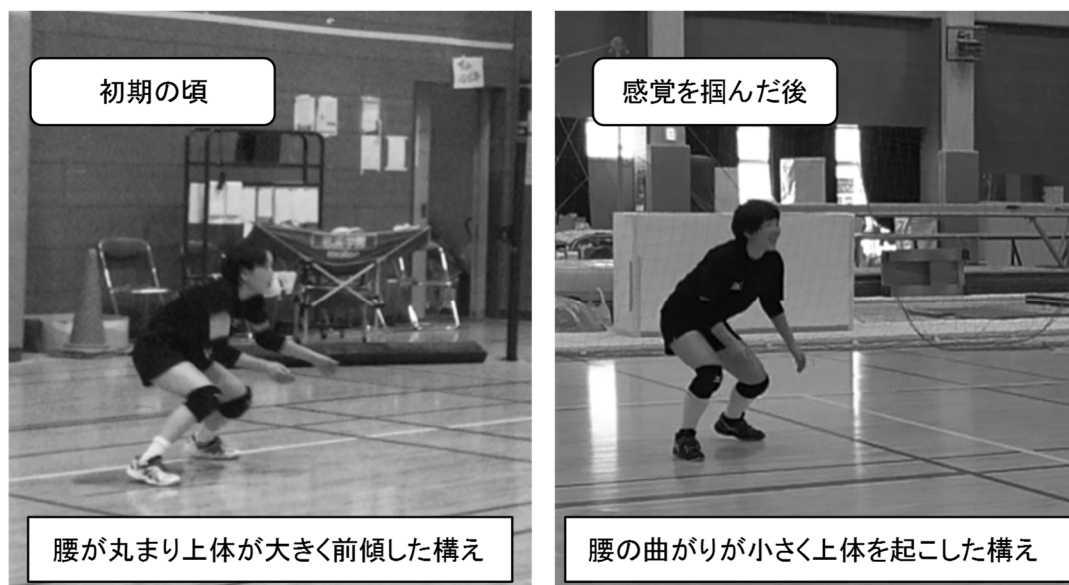 初期の頃
感覚を掴んだ後
molten
腰が丸まり上体が大きく前傾した構え
腰の曲がりが小さく上体を起こした構え